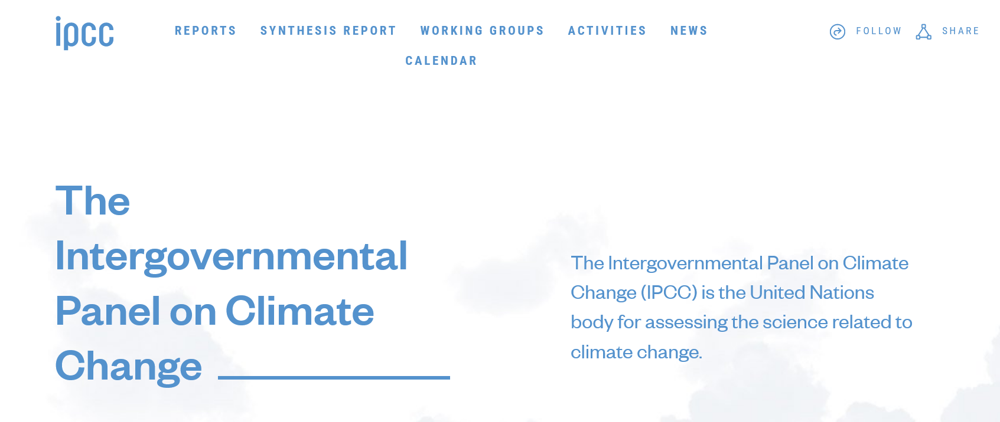 ipcc
REPORTS SYNTHESIS REPORT WORKING GROUPS ACTIVITIES NEWS
CALENDAR
FOLLOW SHARE
The
Intergovernmental
Panel on Climate
Change
The Intergovernmental Panel on Climate
Change (IPCC) is the United Nations
body for assessing the science related to
climate change.